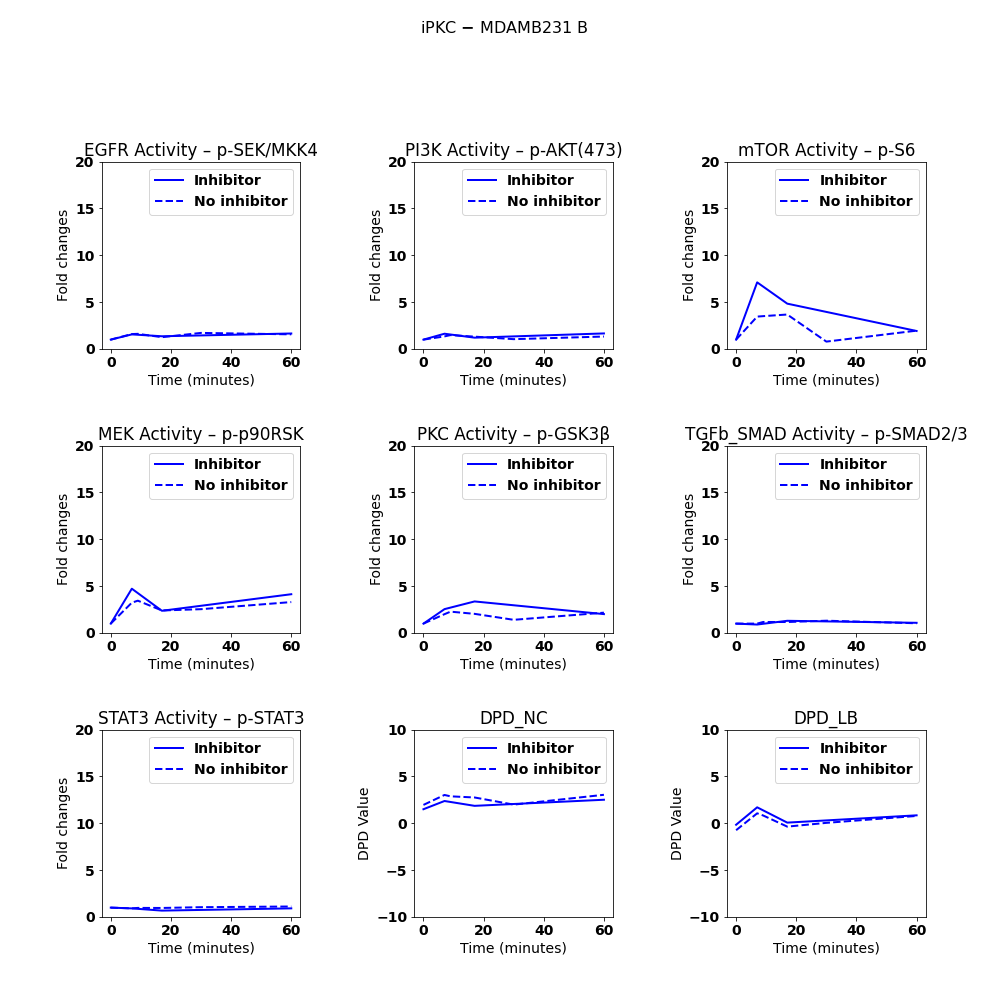 iPKC − MDAMB231 B
EGFR Activity – p-SEK/MKK4
20
15
10
5
0
Fold changes
Inhibitor
No inhibitor
0 20 40 60
Time (minutes)
PI3K Activity – p-AKT(473)
20
15
10
5
0
Fold changes
Inhibitor
No inhibitor
0 20 40 60
Time (minutes)
mTOR Activity – p-S6
20
15
10
5
0
Fold changes
Inhibitor
No inhibitor
0 20 40 60
Time (minutes)
MEK Activity – p-p90RSK
20
15
10
5
0
Fold changes
Inhibitor
No inhibitor
0 20 40 60
Time (minutes)
PKC Activity – p-GSK3β
20
15
10
5
0
Fold changes
Inhibitor
No inhibitor
0 20 40 60
Time (minutes)
TGFb_SMAD Activity – p-SMAD2/3
20
15
10
5
0
Fold changes
Inhibitor
No inhibitor
0 20 40 60
Time (minutes)
STAT3 Activity – p-STAT3
20
15
10
5
0
Fold changes
Inhibitor
No inhibitor
0 20 40 60
Time (minutes)
DPD_NC
10
5
0
−5
−10
DPD Value
Inhibitor
No inhibitor
0 20 40 60
Time (minutes)
DPD_LB
10
5
0
−5
−10
DPD Value
Inhibitor
No inhibitor
0 20 40 60
Time (minutes)